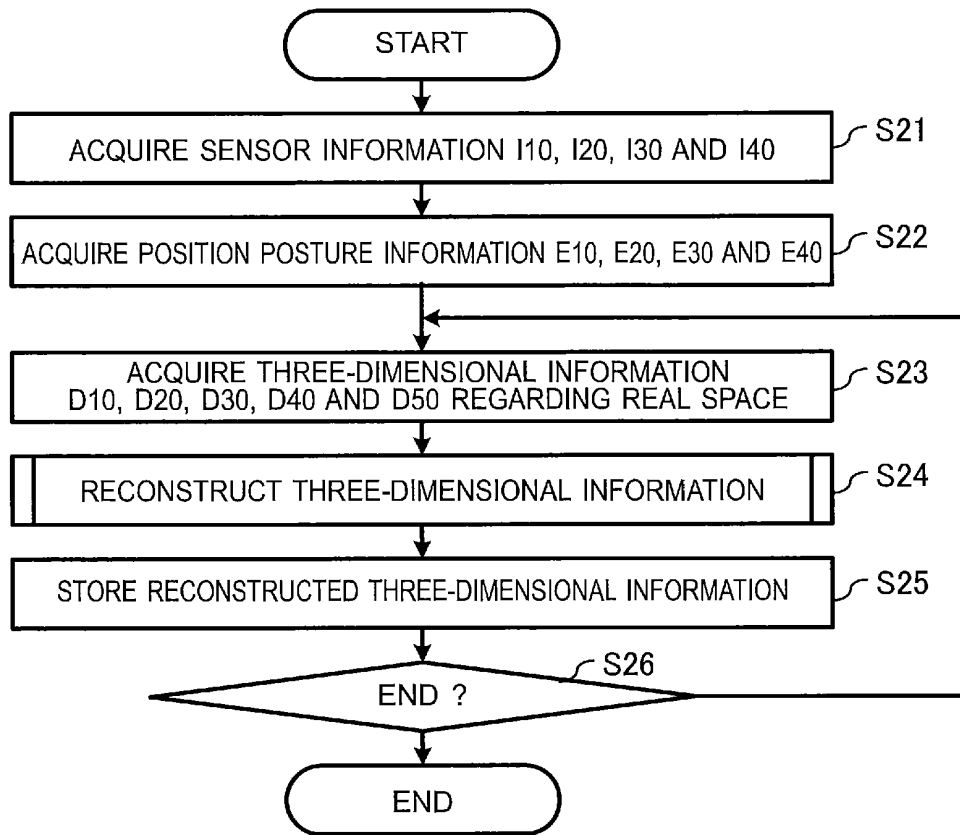 START
ACQUIRE SENSOR INFORMATION I10, I20, I30 AND I40
S21
ACQUIRE POSITION POSTURE INFORMATION E10, E20, E30 AND E40
S22
ACQUIRE THREE-DIMENSIONAL INFORMATION
D10, D20, D30, D40 AND D50 REGARDING REAL SPACE
S23
RECONSTRUCT THREE-DIMENSIONAL INFORMATION
S24
STORE RECONSTRUCTED THREE-DIMENSIONAL INFORMATION
S25
END ?
S26
END